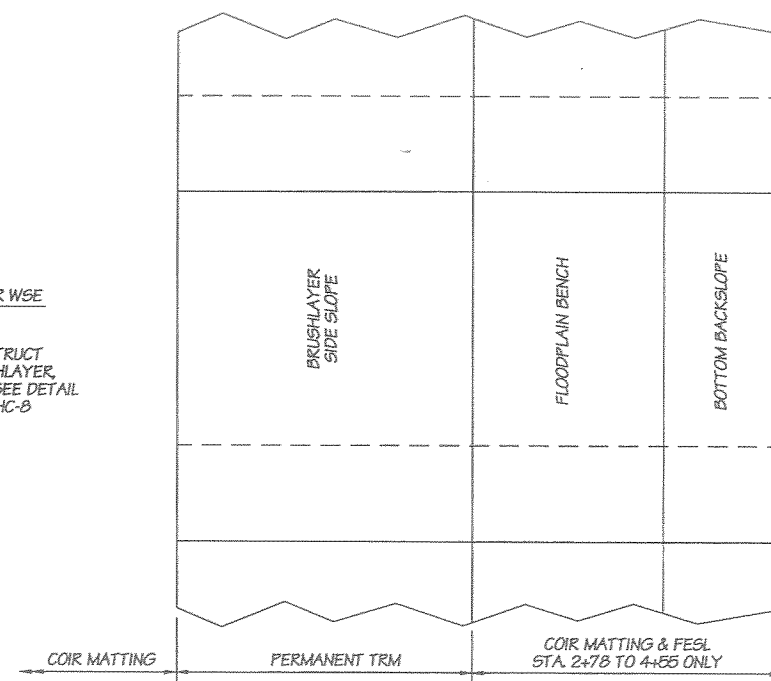 BRUSHLAYER
SIDE SLOPE
FLOODPLAIN BENCH
BOTTOM BACKSLOPE
R WSE
TRUCT
HLAYER,
SEE DETAIL
HC-8
COIR MATTING
PERMANENT TRM
COIR MATTING & FESL
STA. 2+78 TO 4+55 ONLY